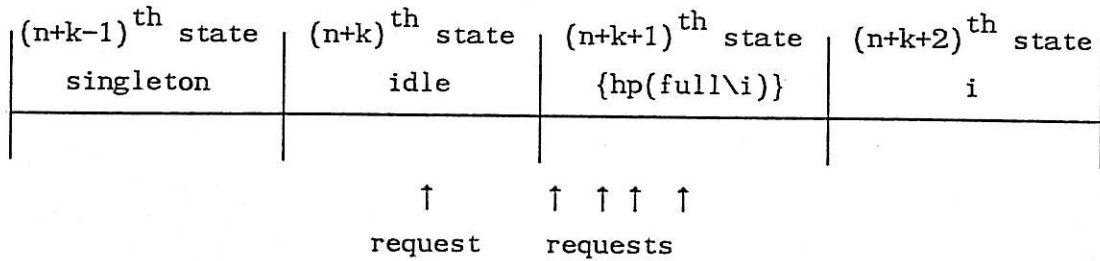 (n+k-1)th state (n+k)th state (n+k+1)th state (n+k+2)th state
singleton idle {hp(full\i)} i
↑ ↑ ↑ ↑ ↑
request requests